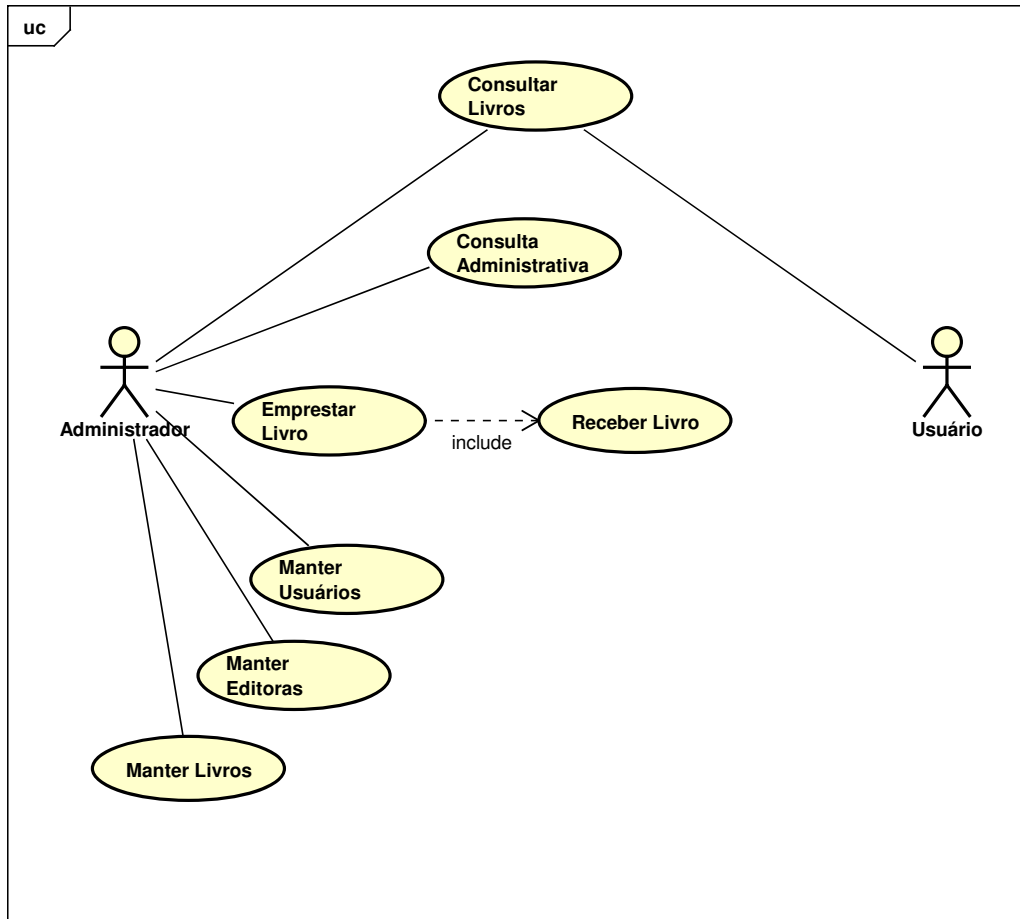 uc
Consultar
Livros
Consulta
Administrativa
Emprestar
Livro
include
Receber Livro
Administrador
Usuário
Manter
Usuários
Manter
Editoras
Manter Livros